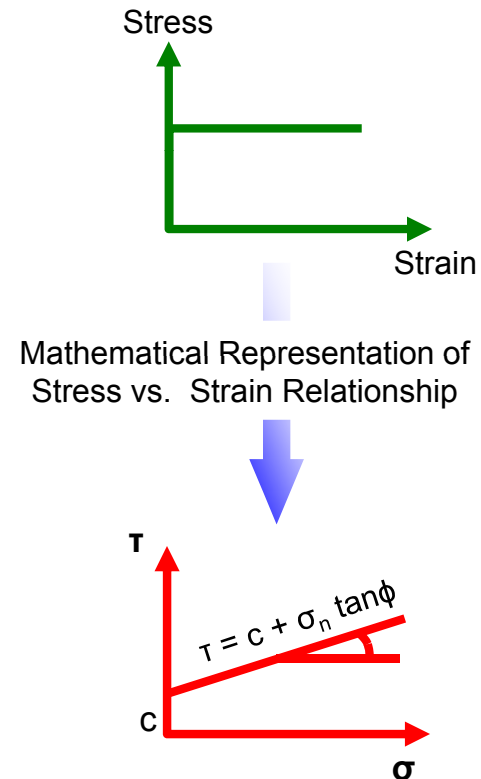 Stress
Strain
Mathematical Representation of
Stress vs. Strain Relationship
τ
τ = c + σₙ tanϕ
c
σ